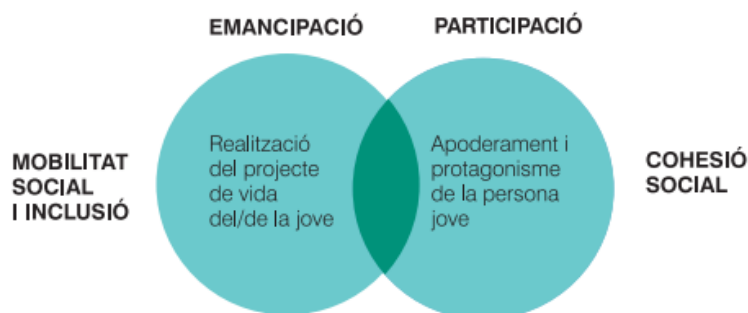 EMANCIPACIÓ
PARTICIPACIÓ
MOBILITAT
SOCIAL
I INCLUSIÓ
Realització
del projecte
de vida
del/de la jove
Apoderament i
protagonisme
de la persona
jove
COHESIÓ
SOCIAL